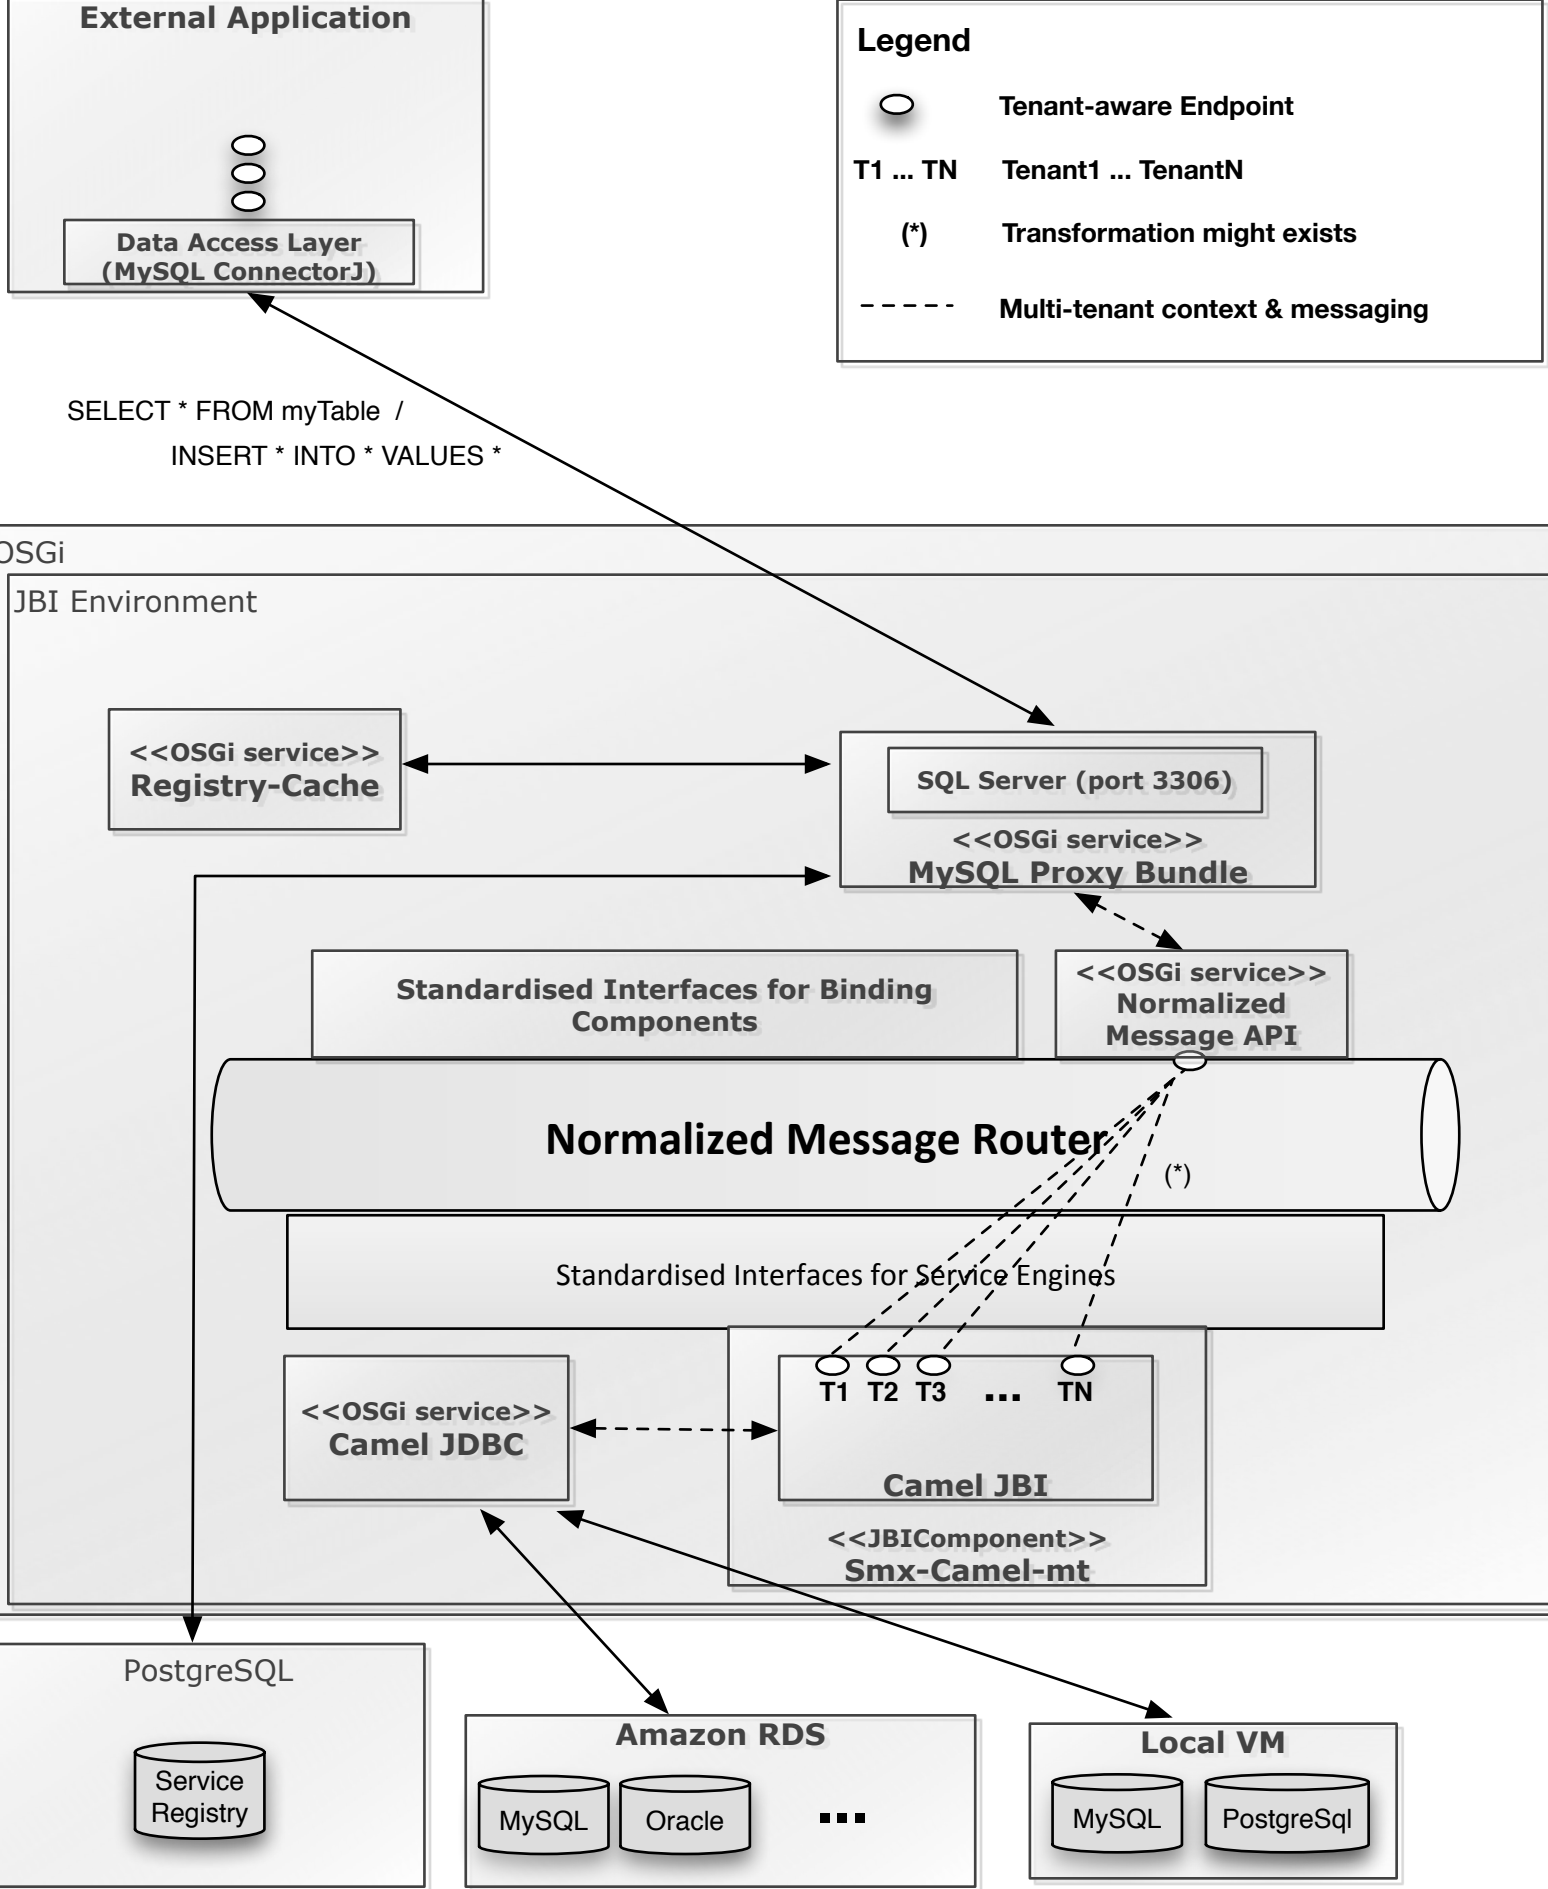 External Application
Data Access Layer
(MySQL ConnectorJ)
Legend
Tenant-aware Endpoint
T1 ... TN Tenant1 ... TenantN
(*) Transformation might exists
Multi-tenant context & messaging
SELECT * FROM myTable /
INSERT * INTO * VALUES *
OSGi
JBI Environment
<<OSGi service>>
Registry-Cache
SQL Server (port 3306)
<<OSGi service>>
MySQL Proxy Bundle
Standardised Interfaces for Binding
Components
<<OSGi service>>
Normalized
Message API
Normalized Message Router
(*)
Standardised Interfaces for Service Engines
<<OSGi service>>
Camel JDBC
T1 T2 T3 ... TN
Camel JBI
<<JBIComponent>>
Smx-Camel-mt
PostgreSQL
Service
Registry
Amazon RDS
MySQL
Oracle
...
Local VM
MySQL
PostgreSql